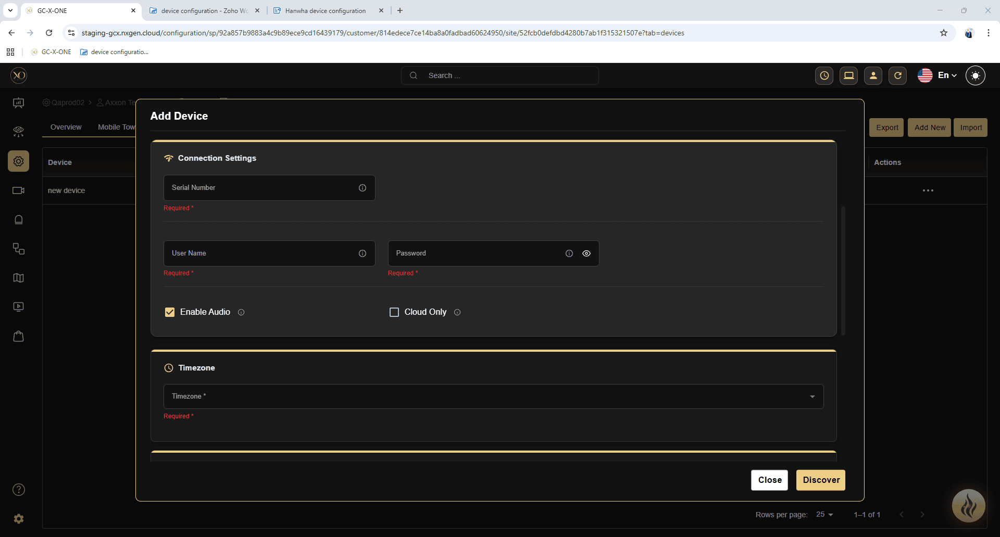 GC-X-ONE
device configuration - Zoho Wo
Hanwha device configuration
staging-gcx.nxgen.cloud/configuration/sp/92a857b9883a4c9b89ece9cd16439179/customer/814edece7ce14ba8a0fadbad60624950/site/52fcb0defdbd4280b7ab1f315321507e?tab=devices
GC-X-ONE
device configuratio...
XO
Search ...
En
Qaprod02 > Axxon Te
Overview
Mobile Tow
Export
Add New
Import
Device
Actions
new device
Add Device
Connection Settings
Serial Number
Required *
User Name
Password
Required *
Required *
Enable Audio
Cloud Only
Timezone
Timezone *
Required *
Close
Discover
Rows per page: 25
1–1 of 1